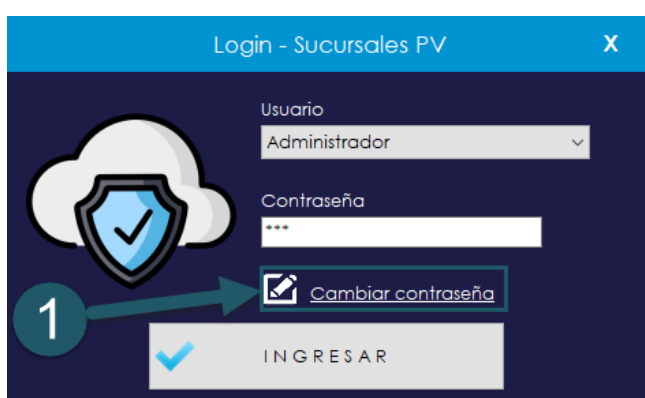 Login - Sucursales PV X
Usuario
Administrador
Contraseña
***
Cambiar contraseña
1
INGRESAR